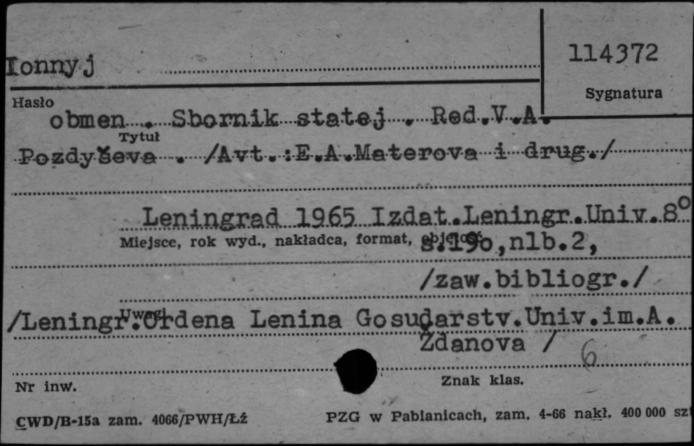 Ionnyj
114372
Sygnatura
Hasło
obmen . Sbornik statej . Red.V.A.
Tytuł
Pozdyševa . /Avt.:E.A.Materova i drug./
Leningrad 1965 Izdat.Leningr.Univ.8°
Miejsce, rok wyd., nakładca, format, objętość
s.190,nlb.2,
/zaw.bibliogr./
Uwagi
/Leningr.Ordena Lenina Gosudarstv.Univ.im.A.
Ždanova /
6
Nr inw.
Znak klas.
CWD/B-15a zam. 4066/PWH/Łź
PZG w Pabianicach, zam. 4-66 nakł. 400 000 szt